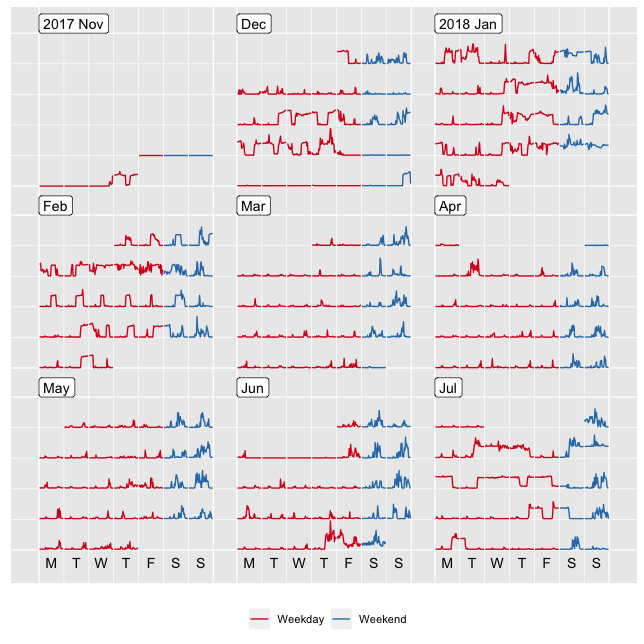 2017 Nov Dec 2018 Jan
Feb Mar Apr
May Jun Jul
M T W T F S S M T W T F S S M T W T F S S
Weekday Weekend